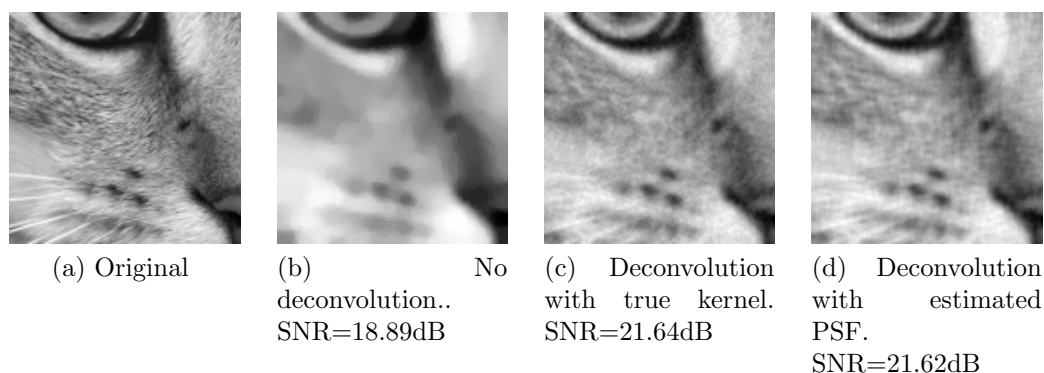 (a) Original
(b) No
deconvolution..
SNR=18.89dB
(c) Deconvolution
with true kernel.
SNR=21.64dB
(d) Deconvolution
with estimated
PSF.
SNR=21.62dB